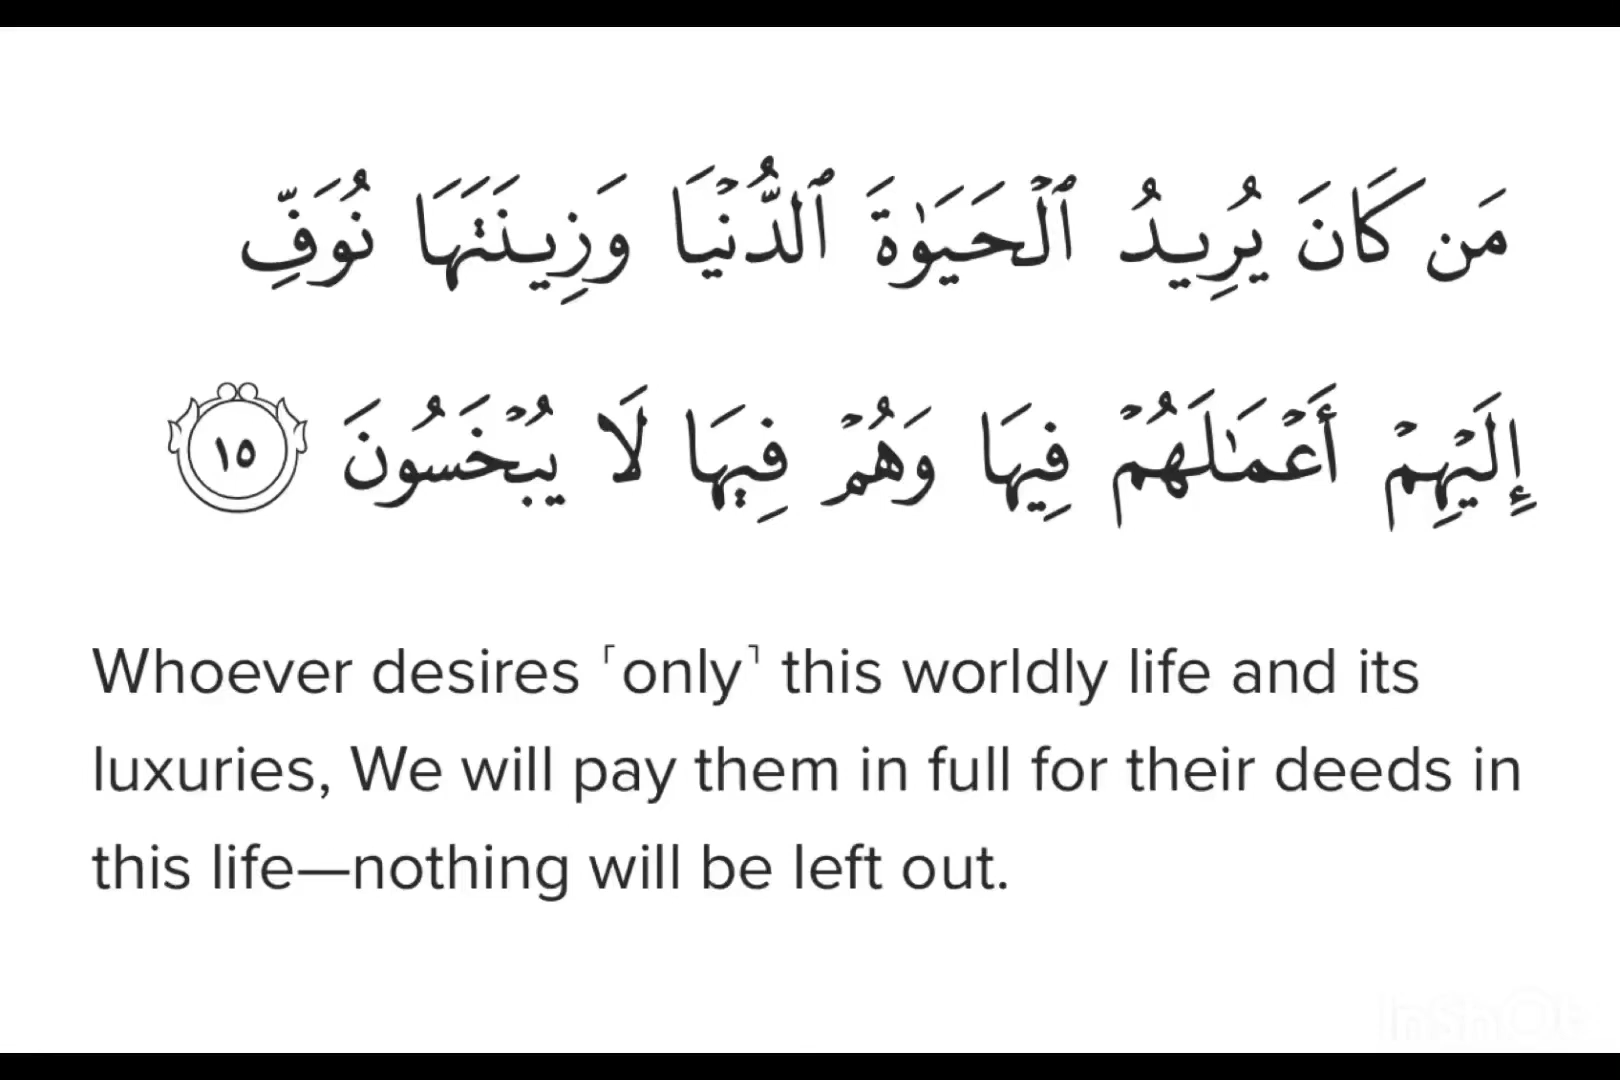 مَن كَانَ يُرِيدُ ٱلْحَيَوٰةَ ٱلدُّنْيَا وَزِينَتَهَا نُوَفِّ
إِلَيْهِمْ أَعْمَـٰلَهُمْ فِيهَا وَهُمْ فِيهَا لَا يُبْخَسُونَ ١٥
Whoever desires ˹only˺ this worldly life and its
luxuries, We will pay them in full for their deeds in
this life—nothing will be left out.